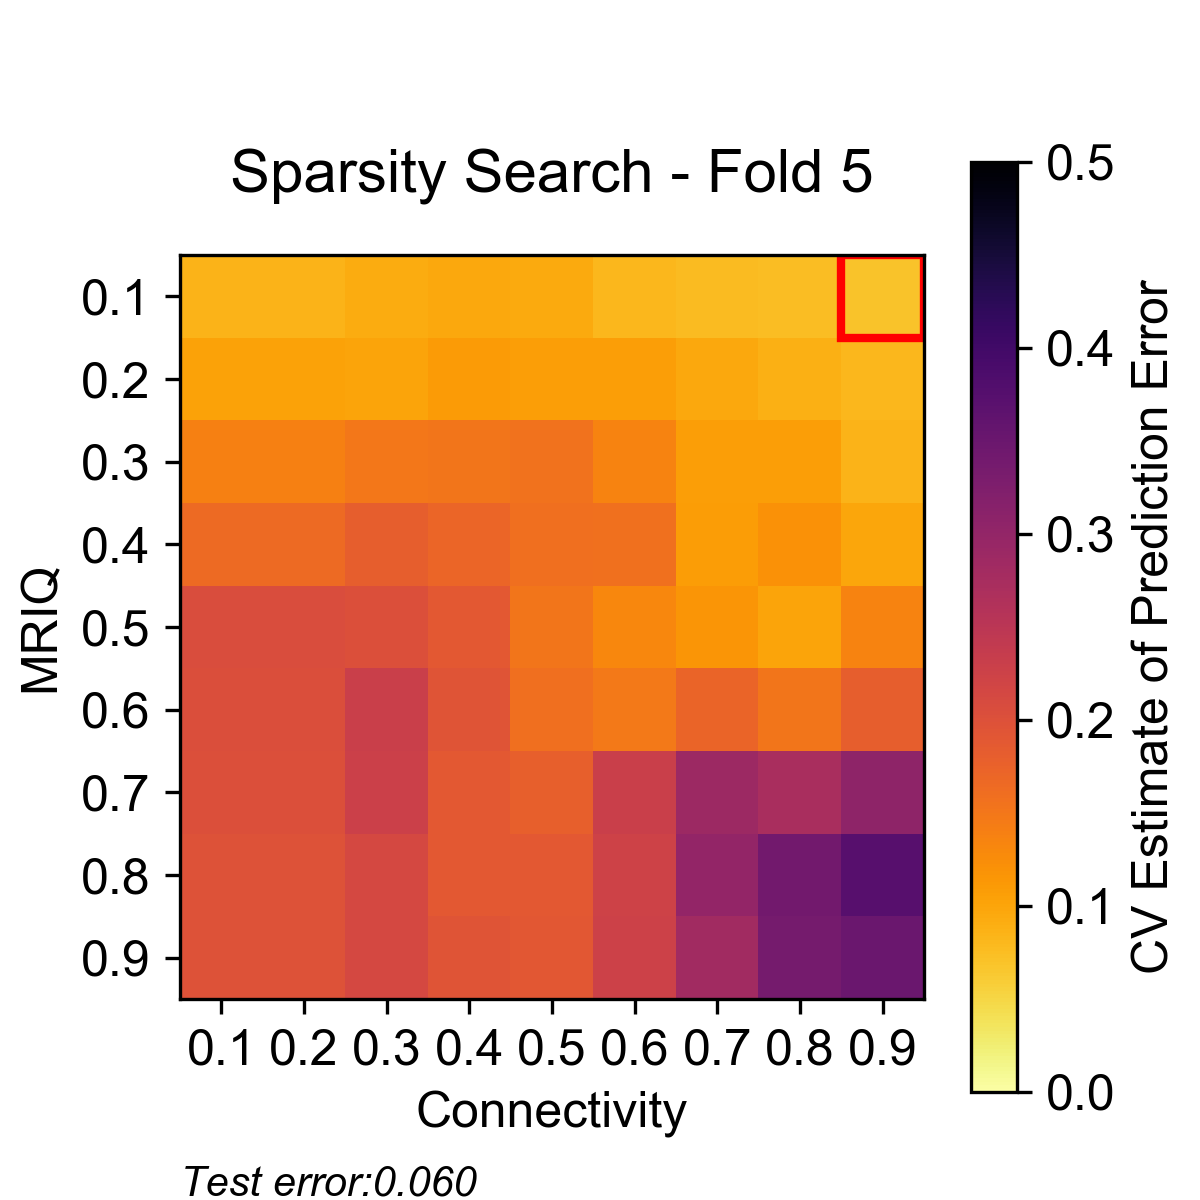 Sparsity Search - Fold 5
MRIQ
0.1
0.2
0.3
0.4
0.5
0.6
0.7
0.8
0.9
0.1 0.2 0.3 0.4 0.5 0.6 0.7 0.8 0.9
Connectivity
Test error:0.060
0.5
0.4
0.3
0.2
0.1
0.0
CV Estimate of Prediction Error